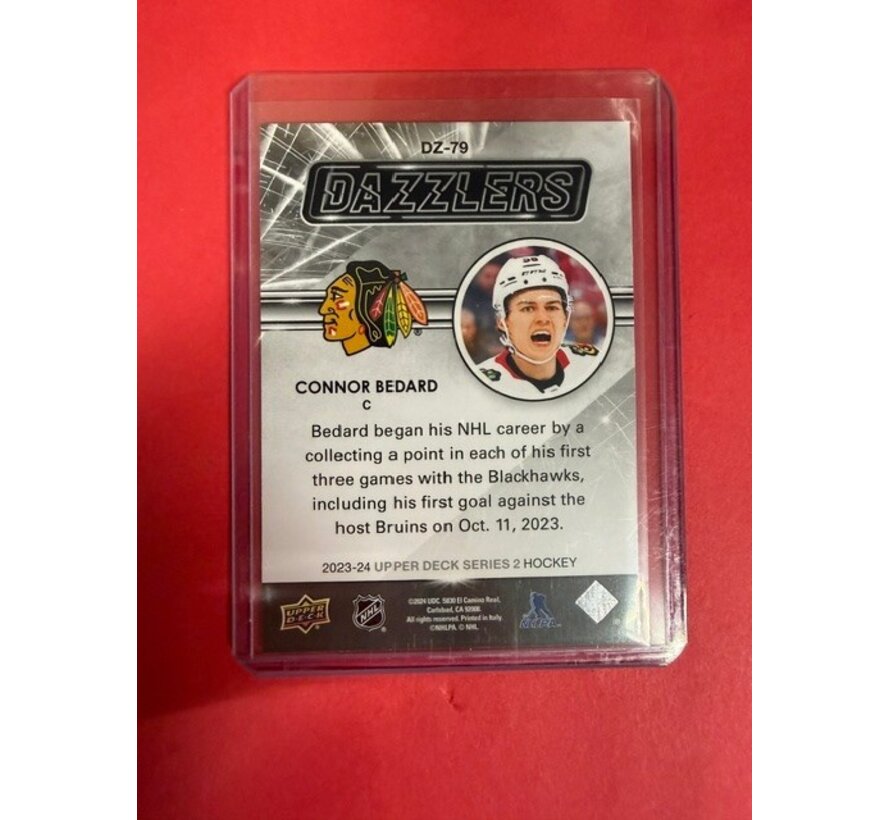 DZ-79
DAZZLERS
98
CCM
CONNOR BEDARD
C
Bedard began his NHL career by a
collecting a point in each of his first
three games with the Blackhawks,
including his first goal against the
host Bruins on Oct. 11, 2023.
2023-24 UPPER DECK SERIES 2 HOCKEY
UPPER
DECK
NHL
©2024 UDC. 5830 El Camino Real,
Carlsbad, CA 92008.
All rights reserved. Printed in Italy.
©NHLPA. © NHL.
NHLPA